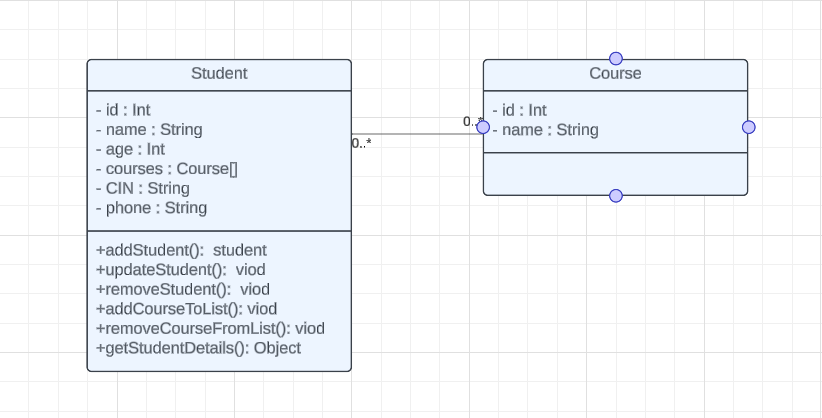 Student
- id : Int
- name : String
- age : Int
- courses : Course[]
- CIN : String
- phone : String
+addStudent():  student
+updateStudent():  viod
+removeStudent():  viod
+addCourseToList(): viod
+removeCourseFromList(): viod
+getStudentDetails(): Object
0..*
0..*
Course
- id : Int
- name : String